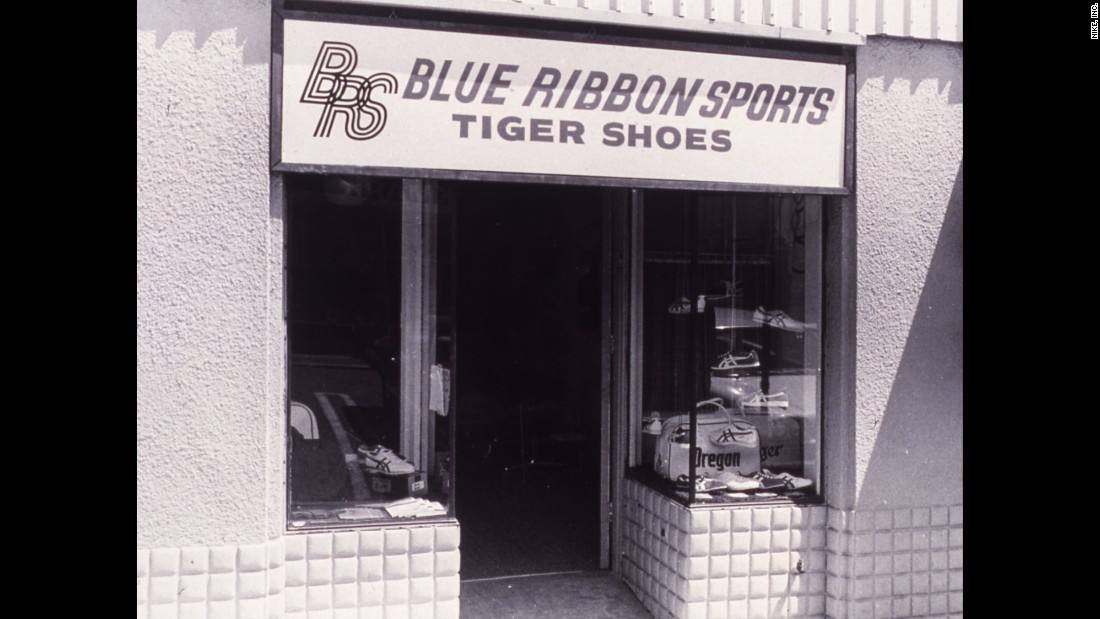 BRS BLUE RIBBON SPORTS
TIGER SHOES
Oregon
NIKE, INC.